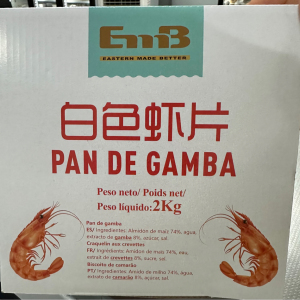 EmB
EASTERN MADE BETTER
白色虾片
PAN DE GAMBA
Peso neto/ Poids net/
Peso líquido:2Kg
Pan de gamba
ES/ Ingredientes: Almidón de maíz 74%, agua,
extracto de gamba 8%, azúcar, sal.
Croquelin aux crevettes
FR/ Ingrédients: Amidon de maïs 74%, eau,
extrait de crevettes 8%, sucre, sel.
Biscoito de camarão
PT/ Ingredientes: Amido de milho 74%, água,
extrato de camarão 8%, açúcar, sal.